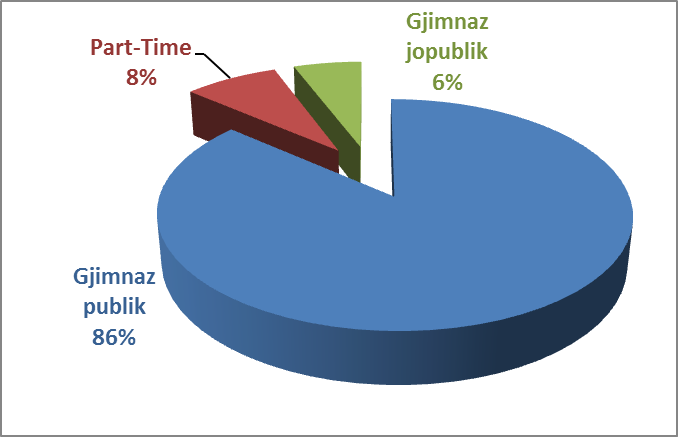 Gjimnaz
jopublik
6%
Part-Time
8%
Gjimnaz
publik
86%